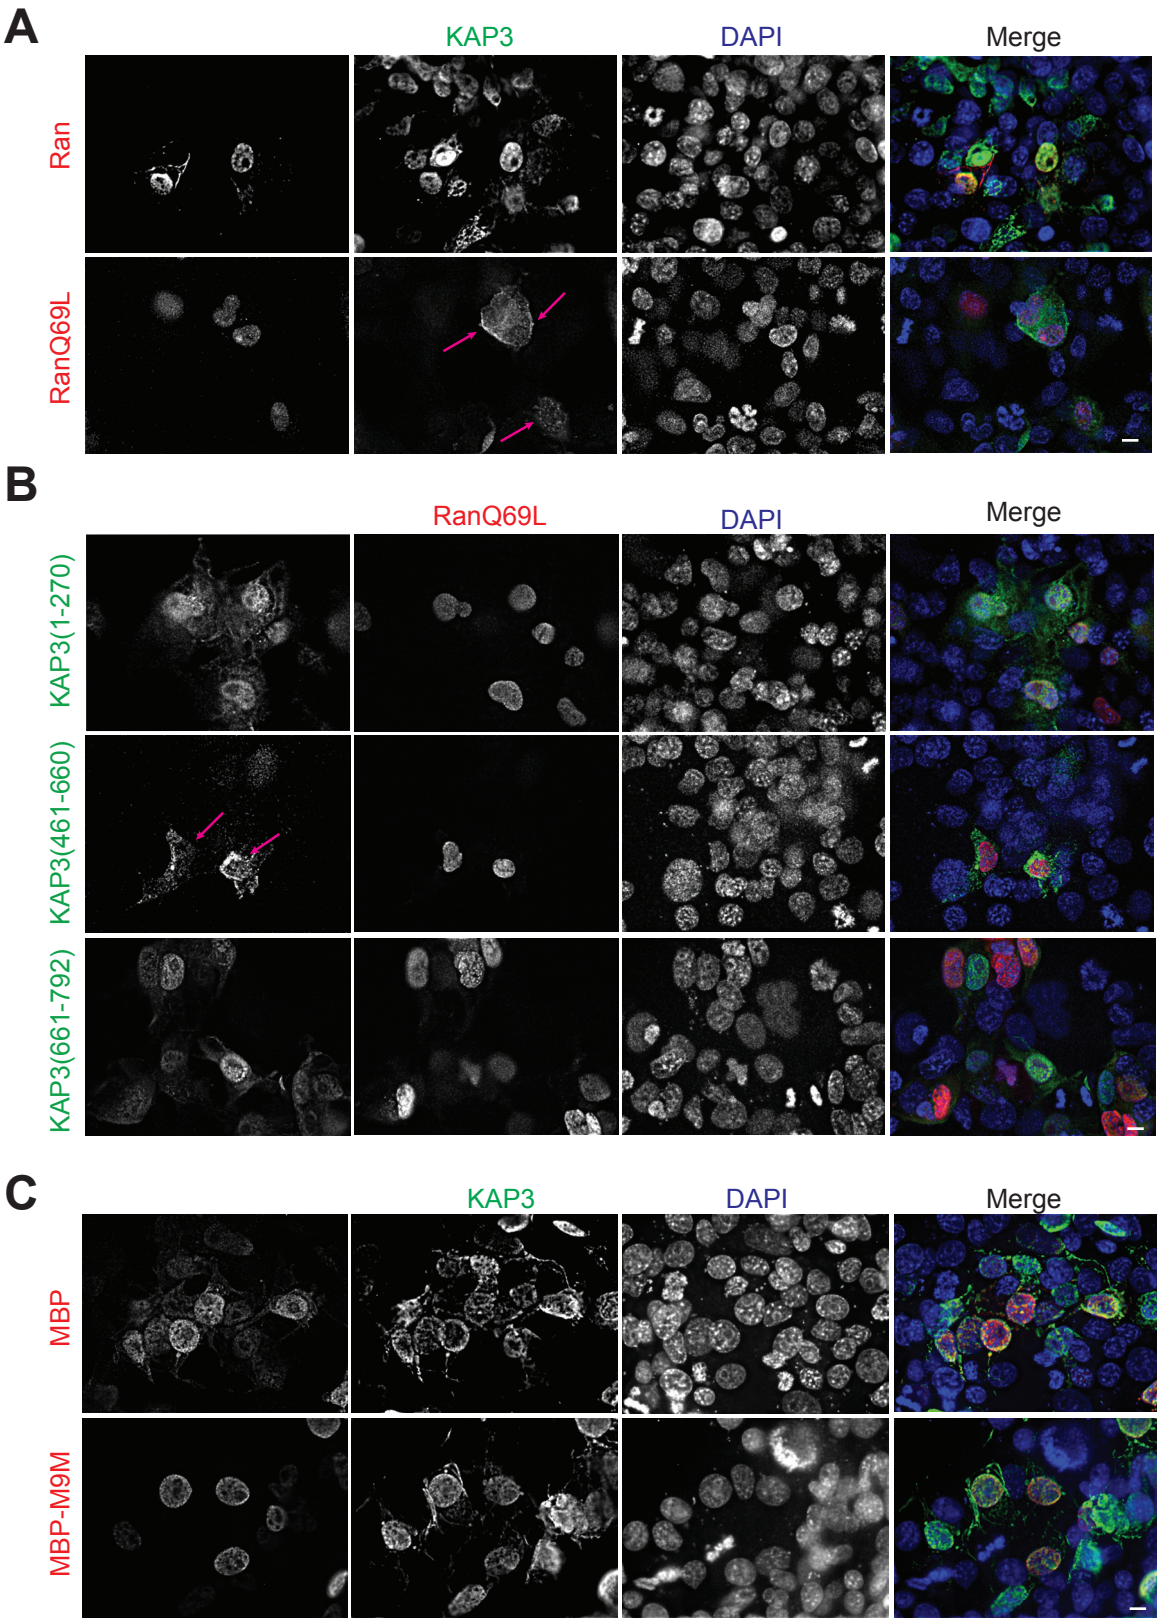 A
KAP3 DAPI Merge
Ran
RanQ69L
B
RanQ69L DAPI Merge
KAP3(1-270)
KAP3(461-660)
KAP3(661-792)
C
KAP3 DAPI Merge
MBP
MBP-M9M